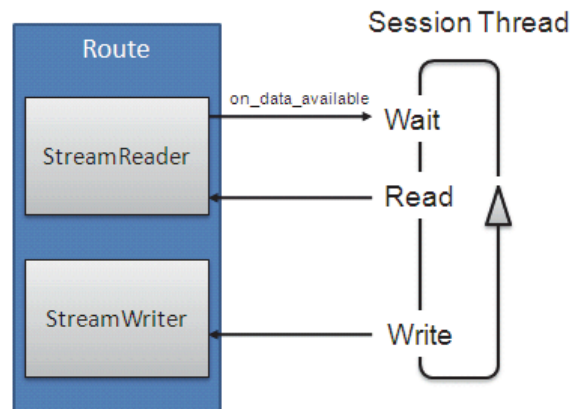 Session Thread
Route
on_data_available
Wait
StreamReader
Read
StreamWriter
Write